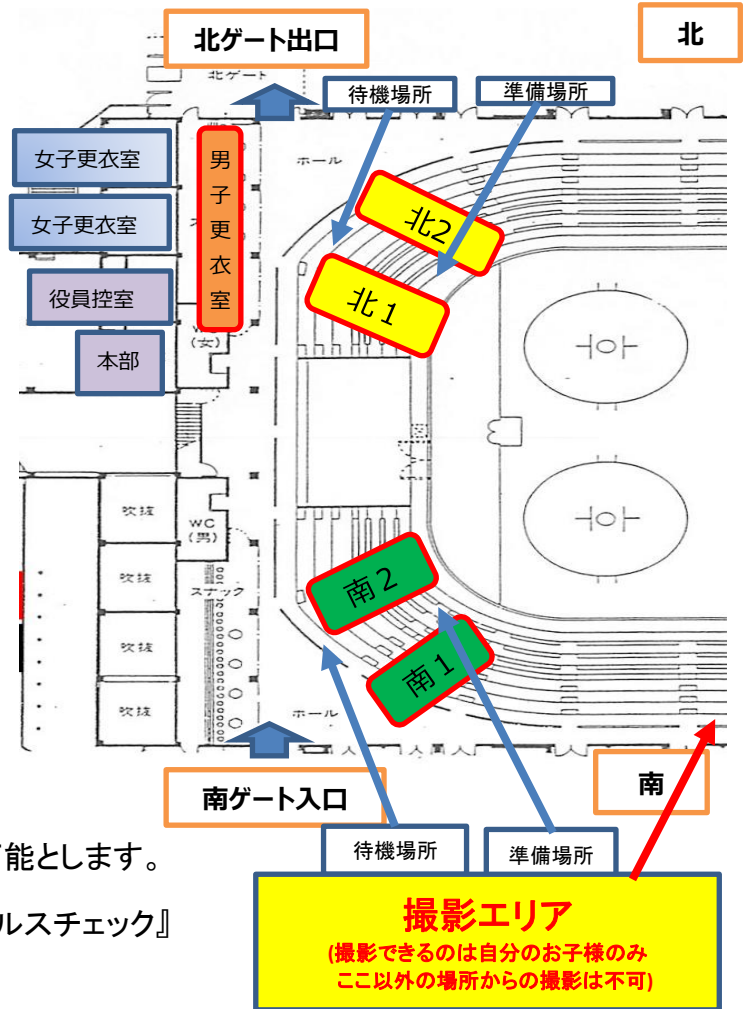 北ゲート出口
北
北ゲート
待機場所
準備場所
女子更衣室
男子更衣室
ホール
北2
女子更衣室
北1
役員控室
(女)
本部
吹抜
WC
(男)
吹抜
スナック
南2
吹抜
南1
吹抜
ホール
南ゲート入口
南
能とします。
待機場所
準備場所
ルスチェック』
撮影エリア
(撮影できるのは自分のお子様のみ
ここ以外の場所からの撮影は不可)